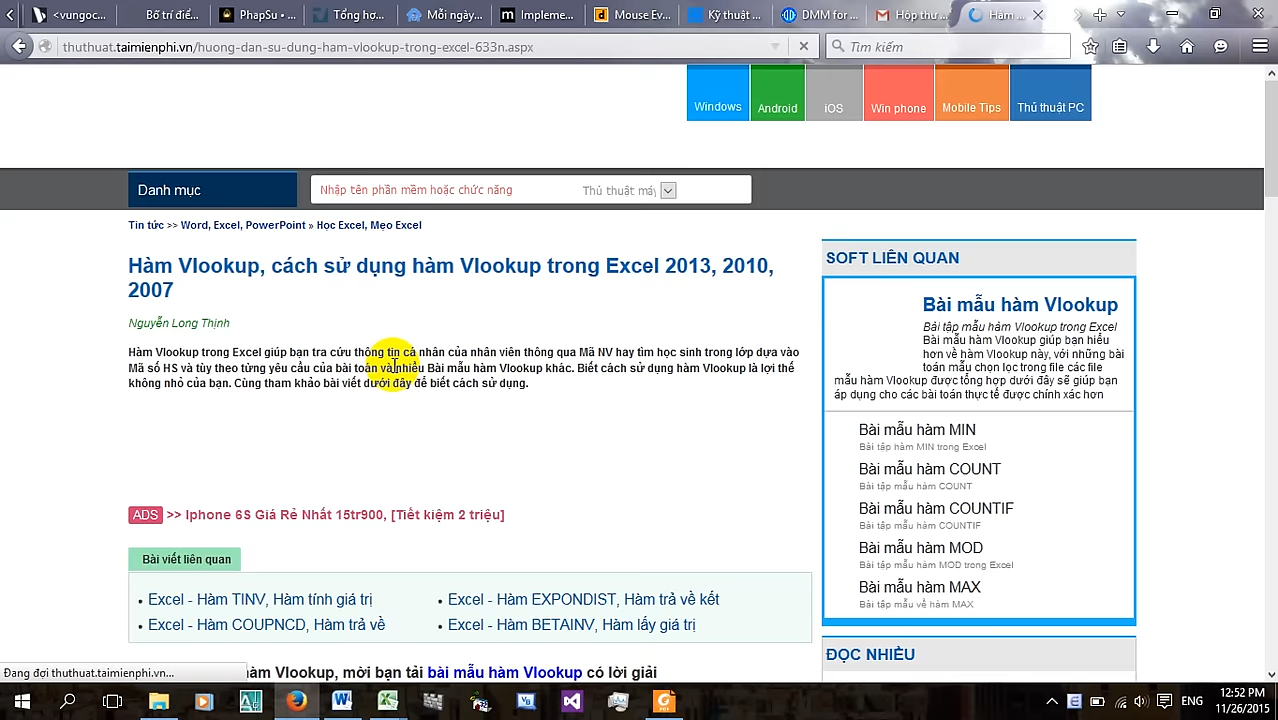 <vungoc...
Bố trí điể...
PhapSu • ...
Tổng hợ...
Mỗi ngày...
Impleme...
Mouse Ev...
Kỹ thuật ...
DMM for ...
Hộp thư ...
Hàm ...
thuthuat.taimienphi.vn/huong-dan-su-dung-ham-vlookup-trong-excel-633n.aspx
Tìm kiếm
Windows
Android
iOS
Win phone
Mobile Tips
Thủ thuật PC
Danh mục
Nhập tên phần mềm hoặc chức năng
Thủ thuật máy
Tin tức >> Word, Excel, PowerPoint » Học Excel, Mẹo Excel
Hàm Vlookup, cách sử dụng hàm Vlookup trong Excel 2013, 2010,
2007
Nguyễn Long Thịnh
Hàm Vlookup trong Excel giúp bạn tra cứu thông tin cá nhân của nhân viên thông qua Mã NV hay tìm học sinh trong lớp dựa vào
Mã số HS và tùy theo từng yêu cầu của bài toán và nhiều Bài mẫu hàm Vlookup khác. Biết cách sử dụng hàm Vlookup là lợi thế
không nhỏ của bạn. Cùng tham khảo bài viết dưới đây để biết cách sử dụng.
ADS >> Iphone 6S Giá Rẻ Nhất 15tr900, [Tiết kiệm 2 triệu]
Bài viết liên quan
• Excel - Hàm TINV, Hàm tính giá trị
• Excel - Hàm EXPONDIST, Hàm trả về kết
• Excel - Hàm COUPNCD, Hàm trả về
• Excel - Hàm BETAINV, Hàm lấy giá trị
hàm Vlookup, mời bạn tải bài mẫu hàm Vlookup có lời giải
SOFT LIÊN QUAN
Bài mẫu hàm Vlookup
Bài tập mẫu hàm Vlookup trong Excel
Bài mẫu hàm Vlookup giúp bạn hiểu
hơn về hàm Vlookup này, với những bài
toán mẫu chọn lọc trong file các file
mẫu hàm Vlookup được tổng hợp dưới đây sẽ giúp bạn
áp dụng cho các bài toán thực tế được chính xác hơn
Bài mẫu hàm MIN
Bài tập hàm MIN trong Excel
Bài mẫu hàm COUNT
Bài tập mẫu hàm COUNT
Bài mẫu hàm COUNTIF
Bài tập mẫu hàm COUNTIF
Bài mẫu hàm MOD
Bài tập mẫu hàm MOD trong Excel
Bài mẫu hàm MAX
Bài tập mẫu về hàm MAX
ĐỌC NHIỀU
Đang đợi thuthuat.taimienphi.vn...
ENG
12:52 PM
11/26/2015